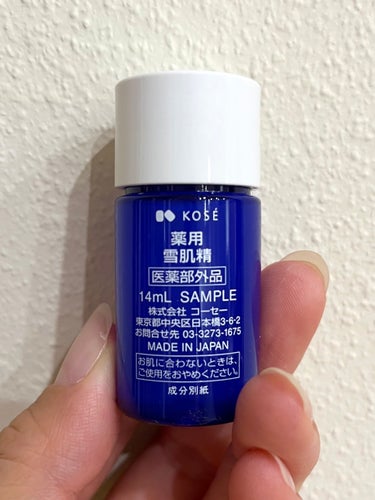 KOSÉ
薬用
雪肌精
医薬部外品
14mL SAMPLE
株式会社 コーセー
東京都中央区日本橋3-6-2
お問合せ先 03-3273-1675
MADE IN JAPAN
お肌に合わないときは、
ご使用をおやめください。
成分別紙